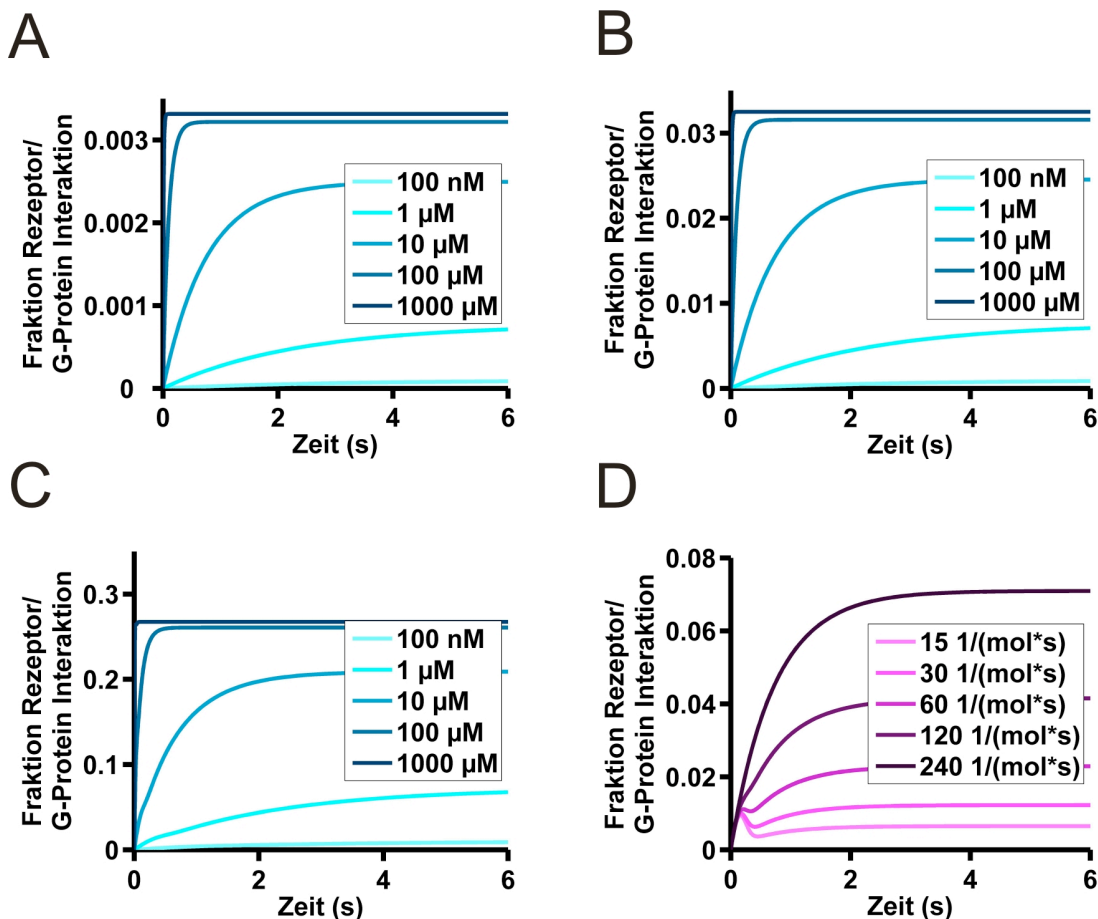 A
Fraktion Rezeptor/
G-Protein Interaktion
0.003
0.002
0.001
0
0
2
4
6
Zeit (s)
100 nM
1 µM
10 µM
100 µM
1000 µM
B
Fraktion Rezeptor/
G-Protein Interaktion
0.03
0.02
0.01
0
0
2
4
6
Zeit (s)
100 nM
1 µM
10 µM
100 µM
1000 µM
C
Fraktion Rezeptor/
G-Protein Interaktion
0.3
0.2
0.1
0
0
2
4
6
Zeit (s)
100 nM
1 µM
10 µM
100 µM
1000 µM
D
Fraktion Rezeptor/
G-Protein Interaktion
0.08
0.06
0.04
0.02
0
0
2
4
6
Zeit (s)
15 1/(mol*s)
30 1/(mol*s)
60 1/(mol*s)
120 1/(mol*s)
240 1/(mol*s)